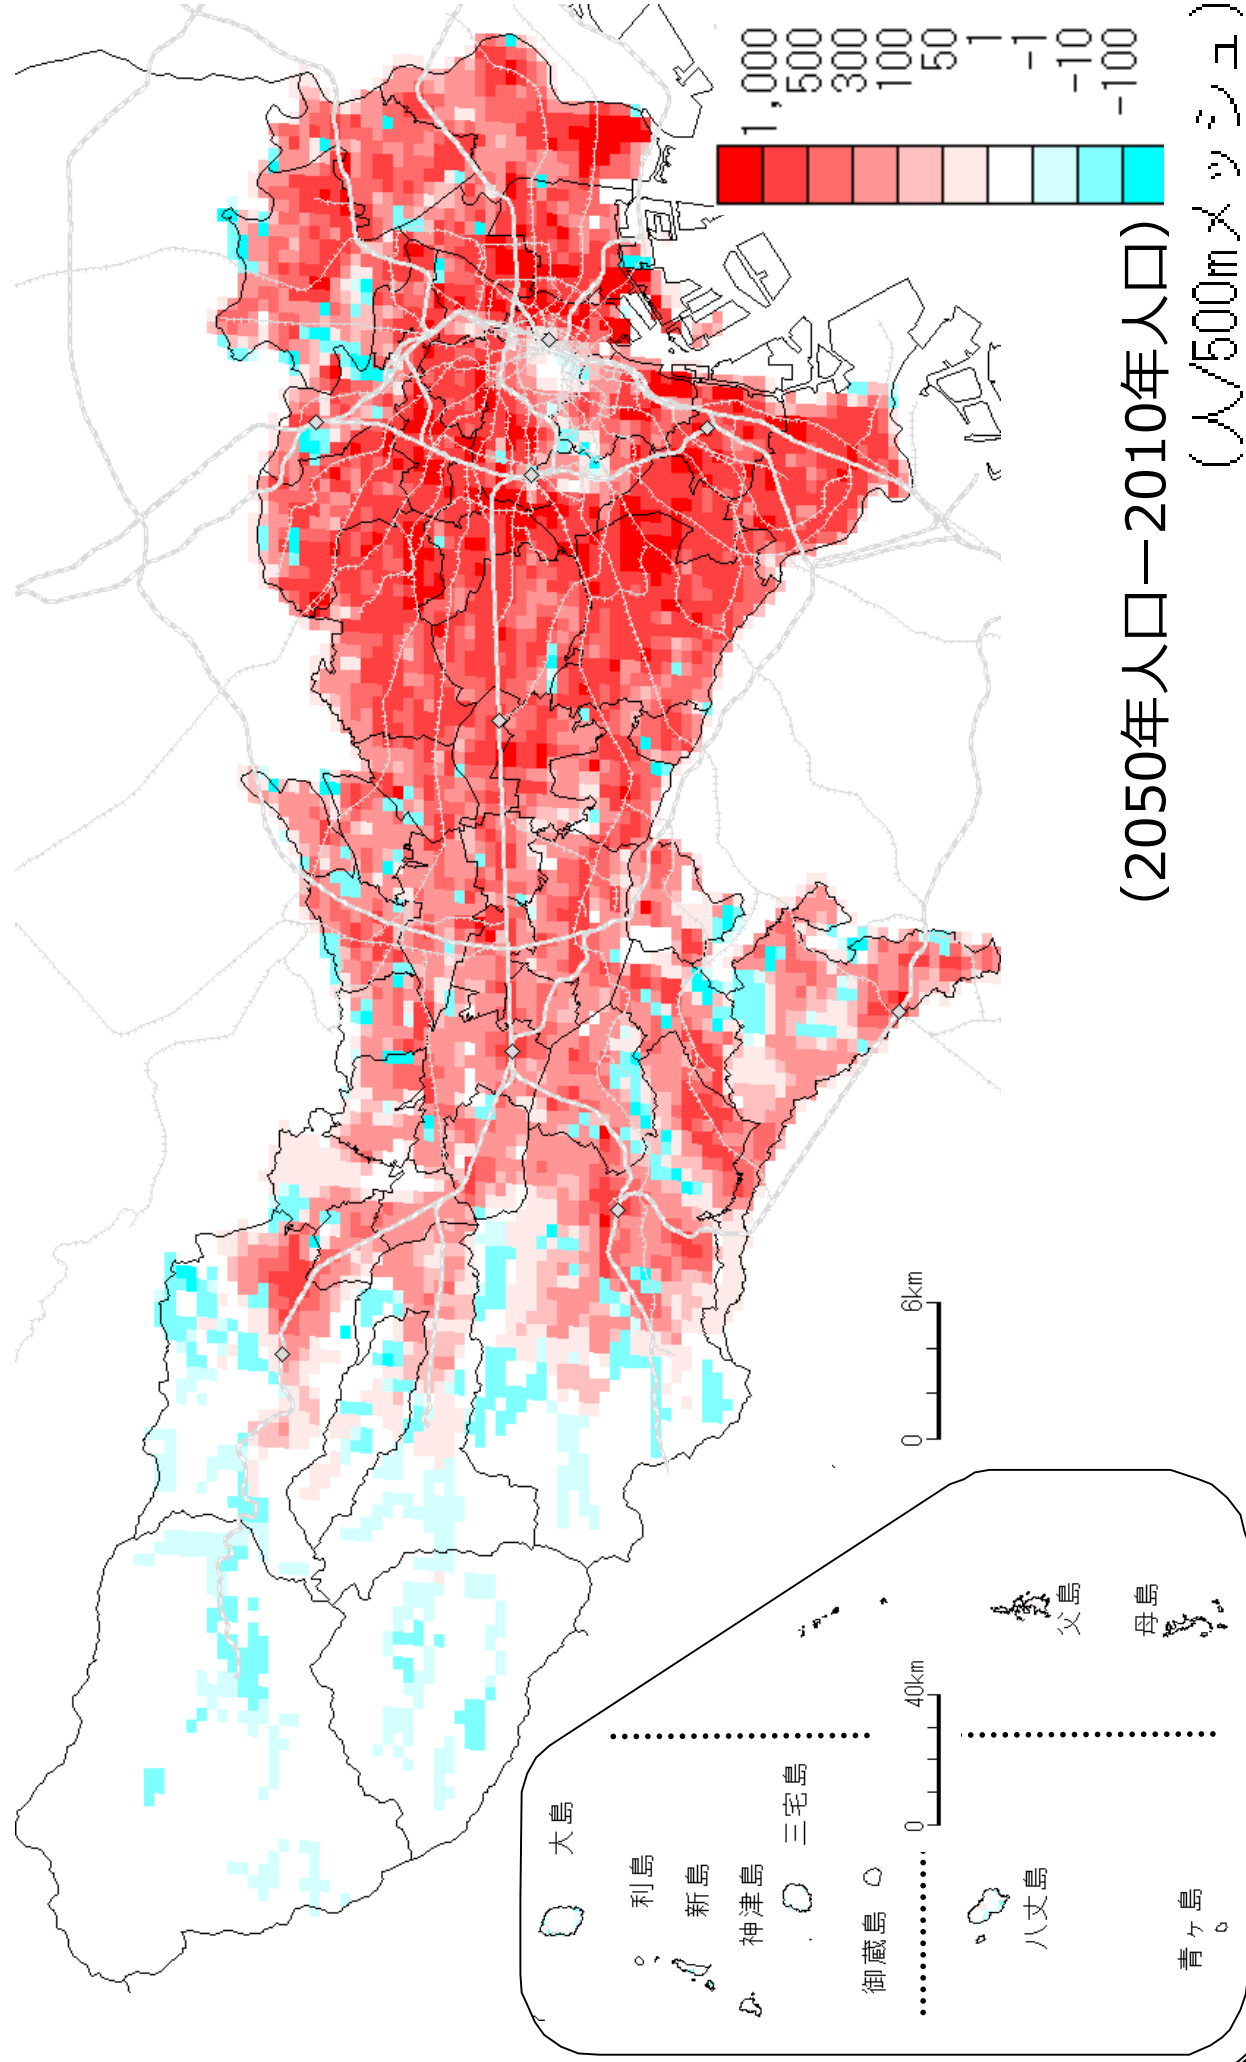 1,000
500
300
100
50
1
-1
-10
-100
(2050年人口ー2010年人口)
(人/500mメッシュ)
0 6km
大島
利島
新島
神津島
三宅島
御蔵島
八丈島
青ヶ島
父島
母島
0 40km